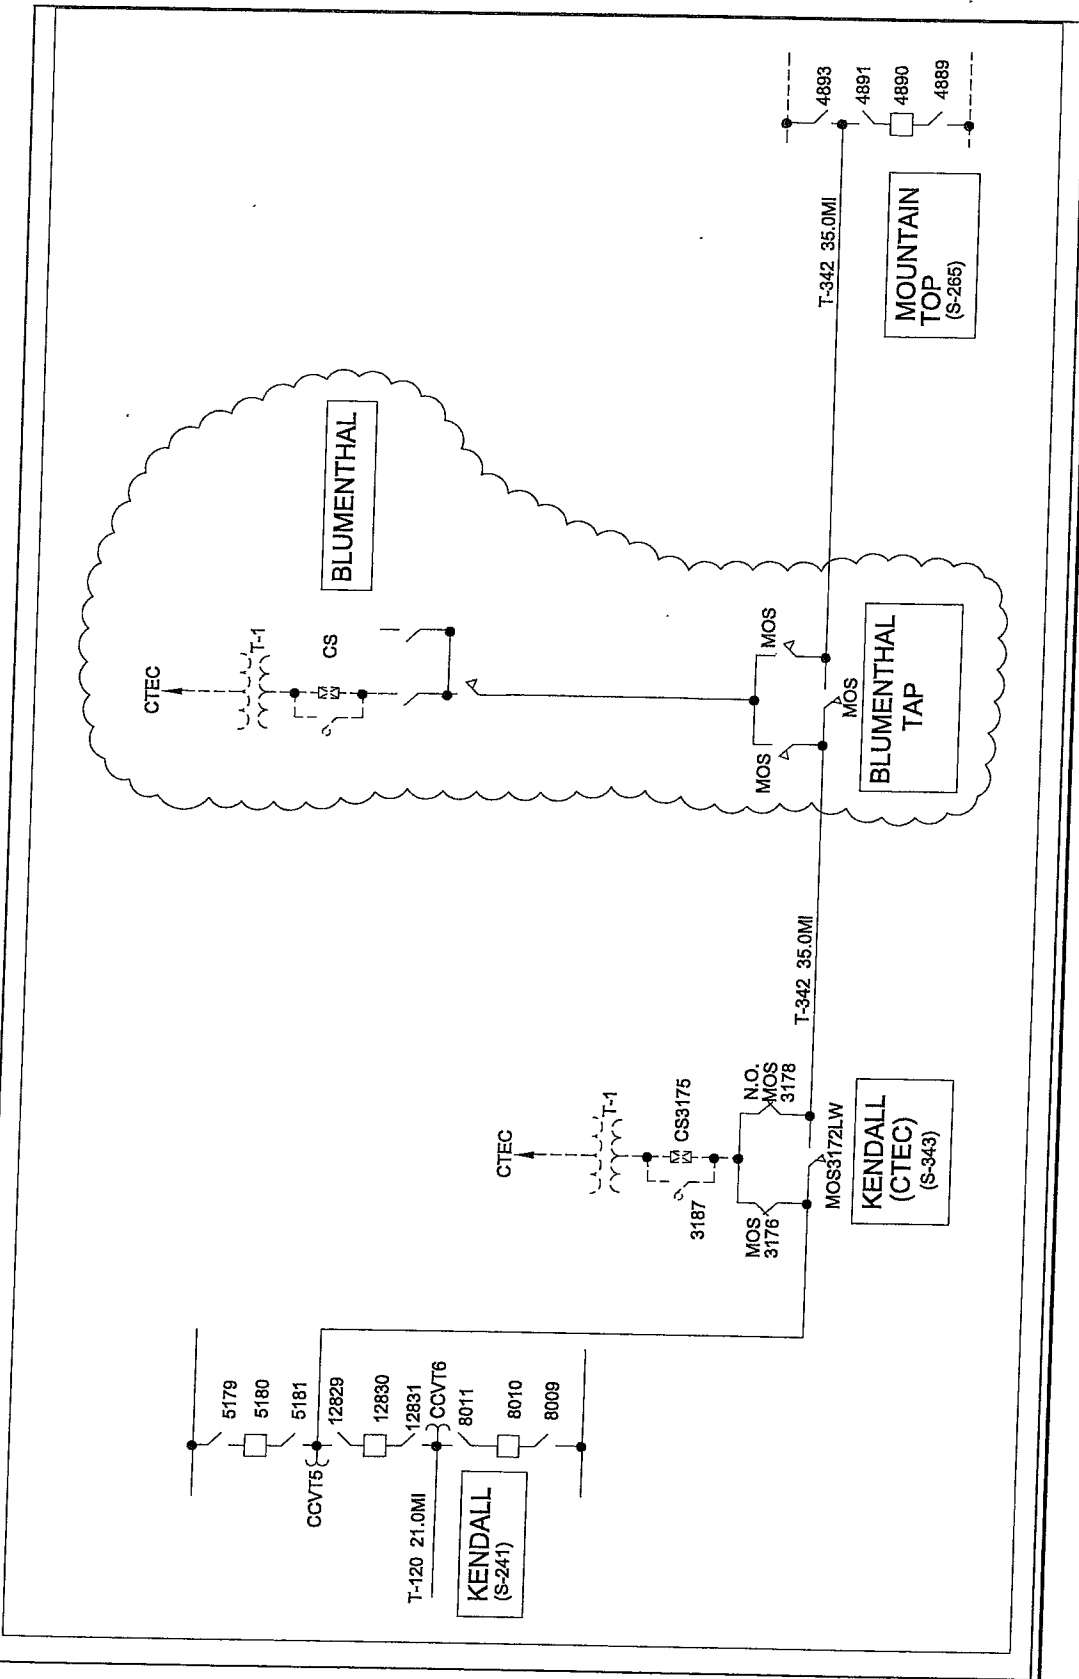 5179
5180
5181
12829
12830
12831
CCVT6
8011
8010
8009
CCVT5
T-120 21.0MI
KENDALL
(S-241)
CTEC
T-1
CS3175
3187
MOS
3176
N.O.
MOS
3178
MOS3172LW
KENDALL
(CTEC)
(S-343)
T-342 35.0MI
CTEC
T-1
CS
BLUMENTHAL
MOS
MOS
MOS
BLUMENTHAL
TAP
T-342 35.0MI
4893
4891
4890
4889
MOUNTAIN
TOP
(S-265)